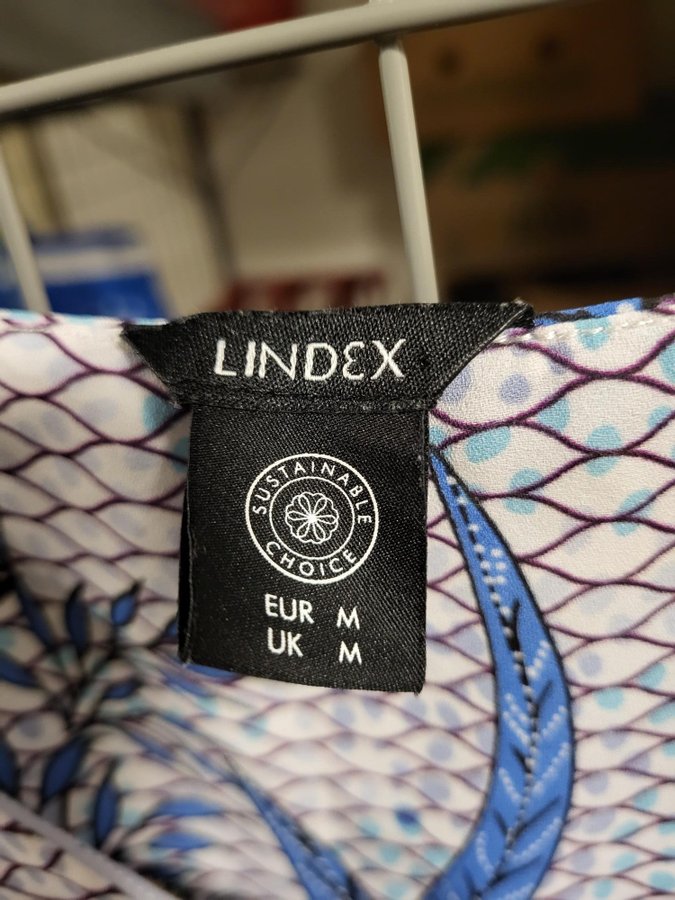 LINDEX
SUSTAINABLE
CHOICE
EUR M
UK M